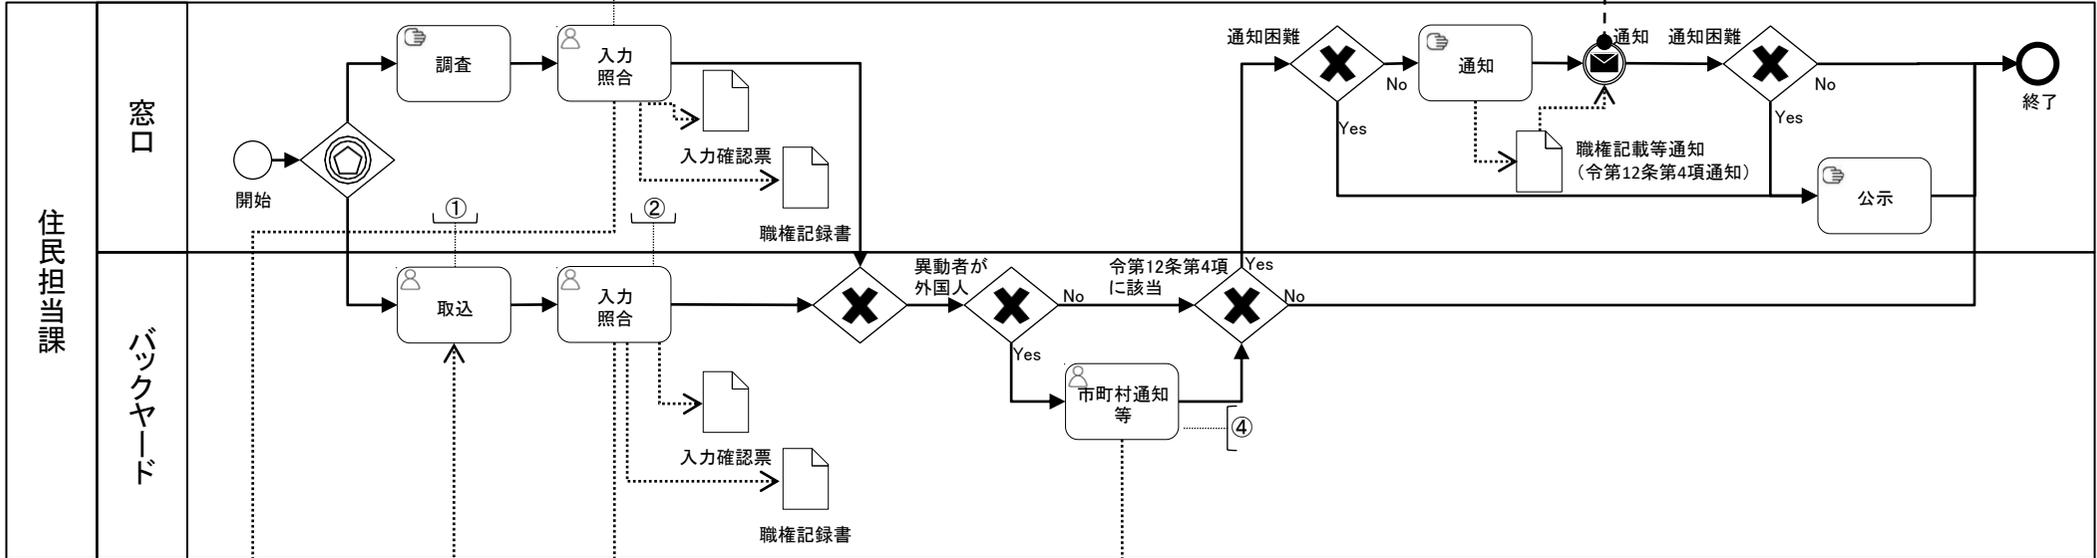 住民担当課
窓口
開始
調査
入力
照合
入力確認票
職権記録書
通知困難
No
Yes
通知
通知
職権記載等通知
（令第12条第4項通知）
通知困難
No
Yes
公示
終了
バックヤード
①
取込
②
入力
照合
入力確認票
職権記録書
異動者が
外国人
No
Yes
市町村通知
等
④
令第12条第4項
に該当
Yes
No